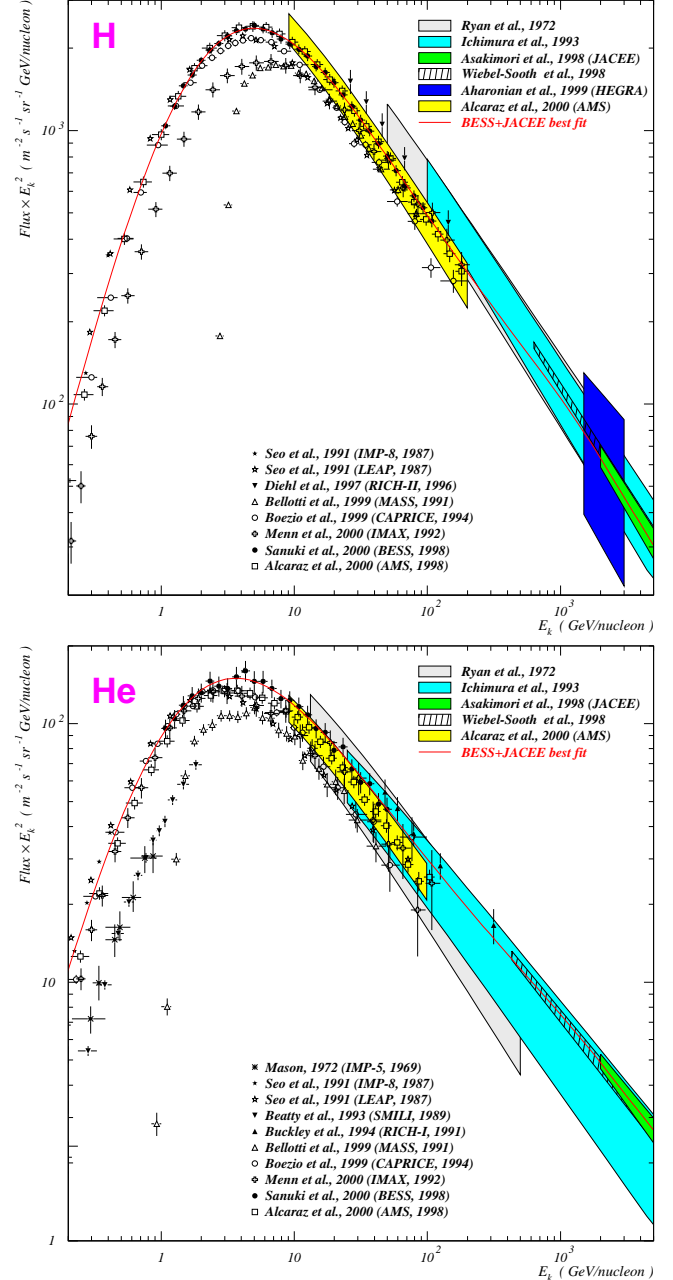 H
Ryan et al., 1972
Ichimura et al., 1993
Asakimori et al., 1998 (JACEE)
Wiebel-Sooth et al., 1998
Aharonian et al., 1999 (HEGRA)
Alcaraz et al., 2000 (AMS)
BESS+JACEE best fit
Flux × E_k^2 ( m^-2 s^-1 sr^-1 GeV/nucleon)
10^3
10^2
Seo et al., 1991 (IMP-8, 1987)
Seo et al., 1991 (LEAP, 1987)
Diehl et al., 1997 (RICH-II, 1996)
Bellotti et al., 1999 (MASS, 1991)
Boezio et al., 1999 (CAPRICE, 1994)
Menn et al., 2000 (IMAX, 1992)
Sanuki et al., 2000 (BESS, 1998)
Alcaraz et al., 2000 (AMS, 1998)
1 10 10^2 10^3
E_k ( GeV/nucleon)
He
Ryan et al., 1972
Ichimura et al., 1993
Asakimori et al., 1998 (JACEE)
Wiebel-Sooth et al., 1998
Alcaraz et al., 2000 (AMS)
BESS+JACEE best fit
Flux × E_k^2 ( m^-2 s^-1 sr^-1 GeV/nucleon)
10^2
10
1
Mason, 1972 (IMP-5, 1969)
Seo et al., 1991 (IMP-8, 1987)
Seo et al., 1991 (LEAP, 1987)
Beatty et al., 1993 (SMILI, 1989)
Buckley et al., 1994 (RICH-I, 1991)
Bellotti et al., 1999 (MASS, 1991)
Boezio et al., 1999 (CAPRICE, 1994)
Menn et al., 2000 (IMAX, 1992)
Sanuki et al., 2000 (BESS, 1998)
Alcaraz et al., 2000 (AMS, 1998)
1 10 10^2 10^3
E_k ( GeV/nucleon)